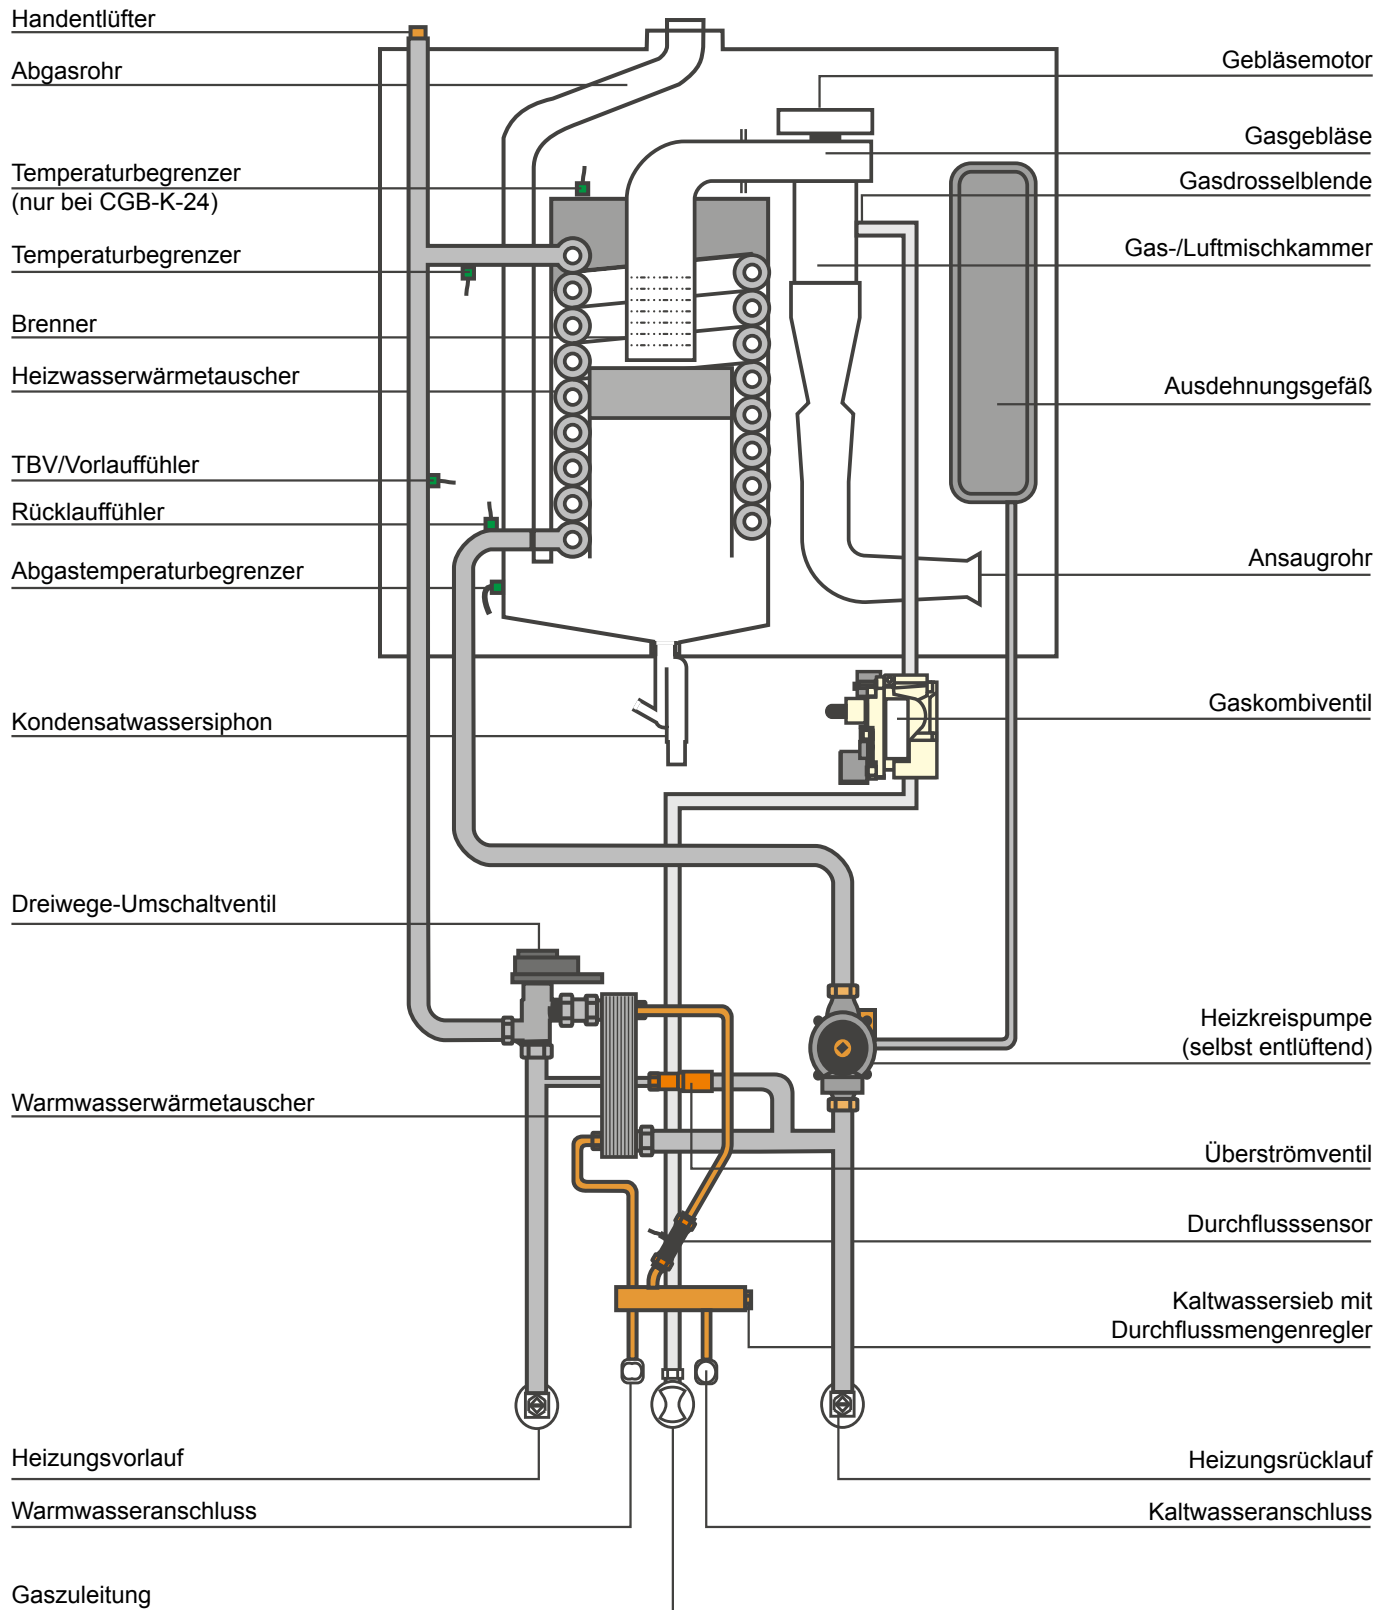 Handentlüfter
Abgasrohr
Temperaturbegrenzer
(nur bei CGB-K-24)
Temperaturbegrenzer
Brenner
Heizwasserwärmetauscher
TBV/Vorlauffühler
Rücklauffühler
Abgastemperaturbegrenzer
Kondensatwassersiphon
Dreiwege-Umschaltventil
Warmwasserwärmetauscher
Heizungsvorlauf
Warmwasseranschluss
Gaszuleitung
Gebläsemotor
Gasgebläse
Gasdrosselblende
Gas-/Luftmischkammer
Ausdehnungsgefäß
Ansaugrohr
Gaskombiventil
Heizkreispumpe
(selbst entlüftend)
Überströmventil
Durchflusssensor
Kaltwassersieb mit
Durchflussmengenregler
Heizungsrücklauf
Kaltwasseranschluss